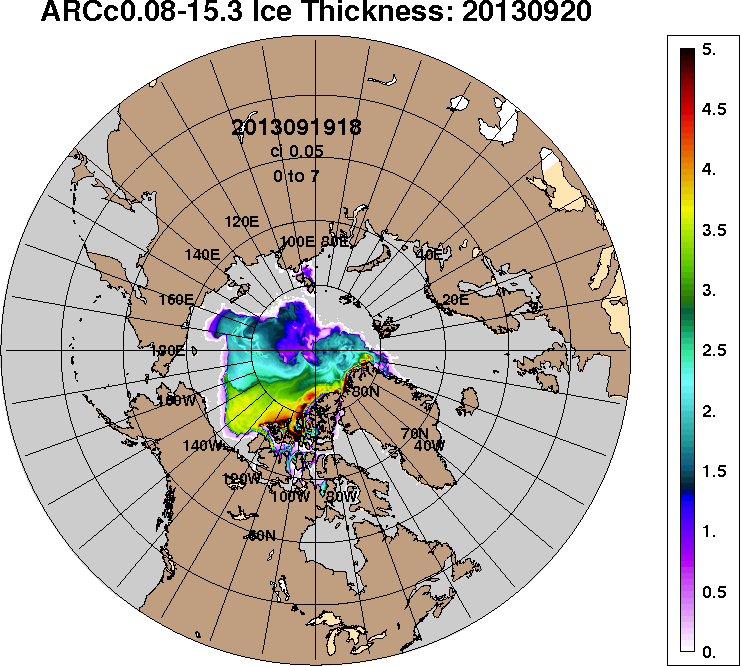 ARCc0.08-15.3 Ice Thickness: 20130920
2013091918
ci 0.05
0 to 7
120E
100E
80E
140E
40E
160E
20E
180E
160W
80N
140W
70N
40W
120W
100W
80W
60N
5.
4.5
4.
3.5
3.
2.5
2.
1.5
1.
0.5
0.